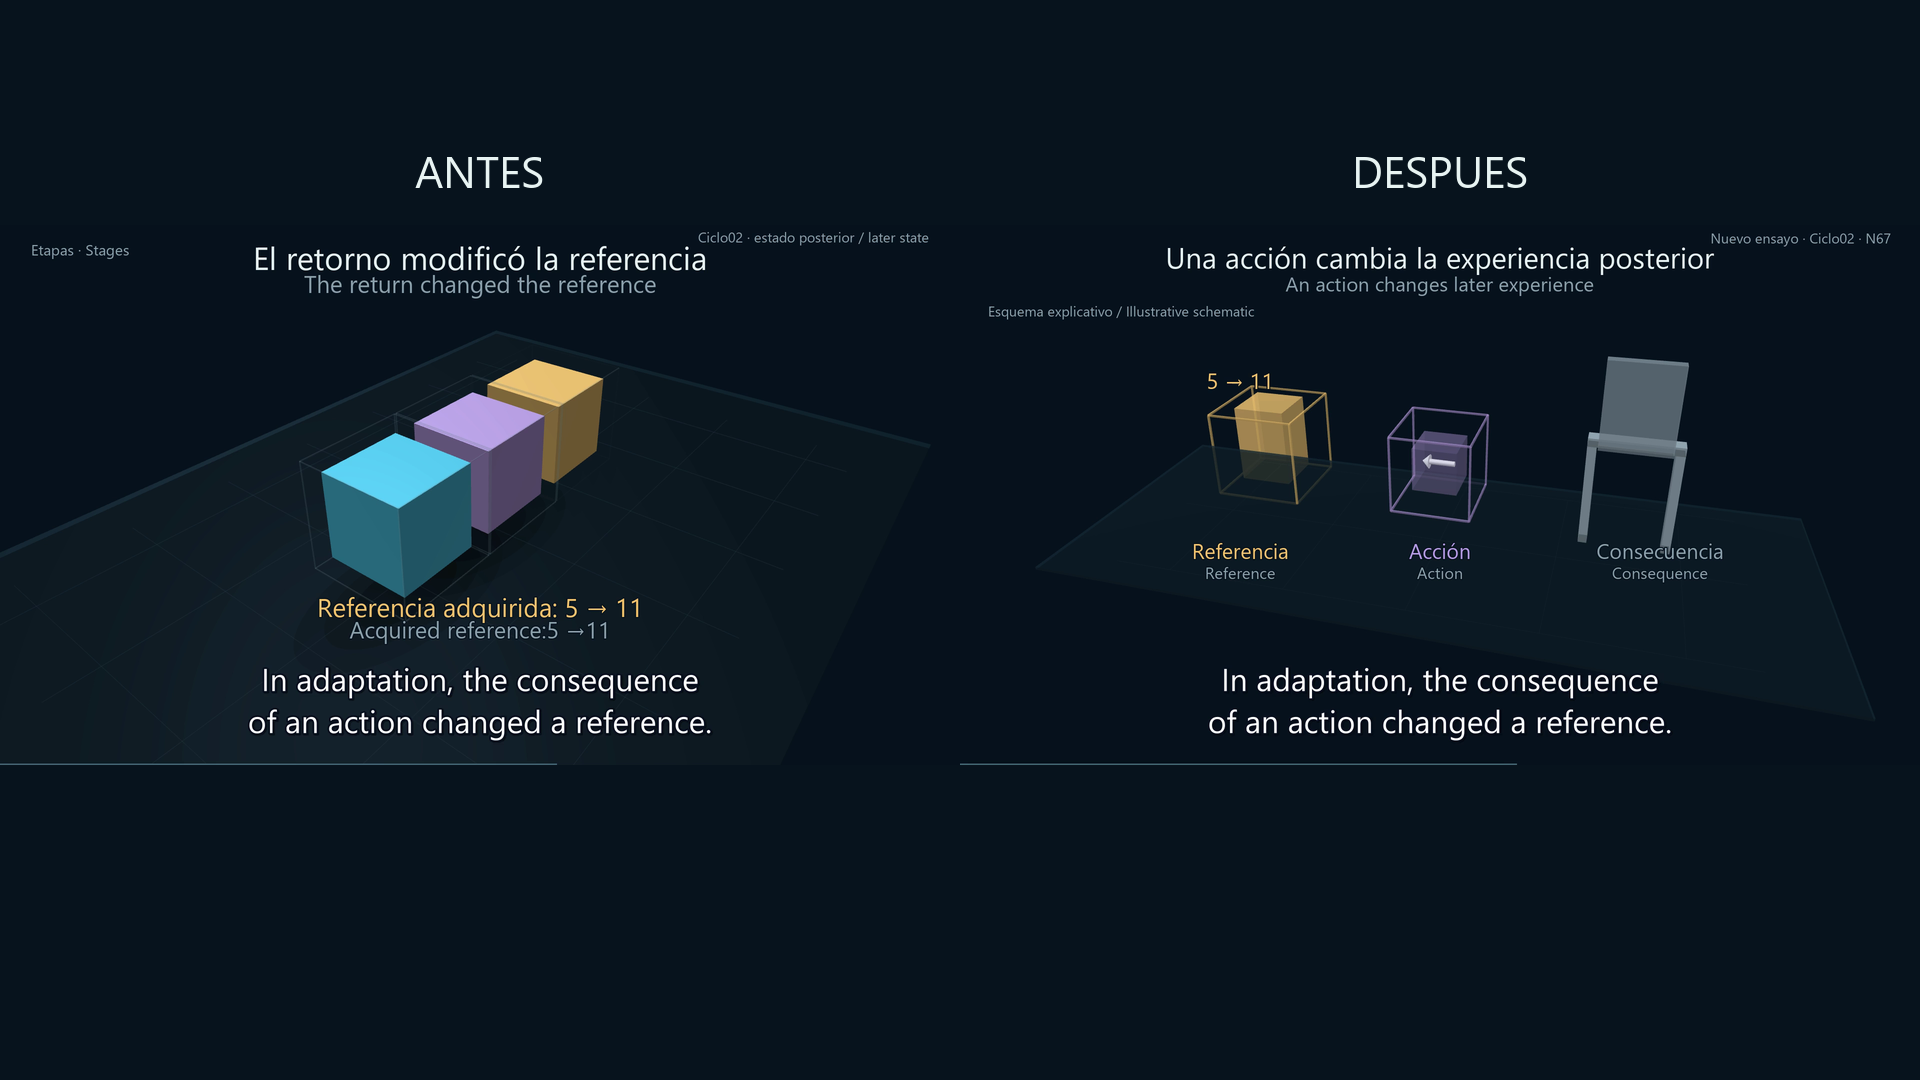 ANTES
Etapas · Stages
Ciclo02 · estado posterior / later state
El retorno modificó la referencia
The return changed the reference
Referencia adquirida: 5 → 11
Acquired reference:5 →11
In adaptation, the consequence
of an action changed a reference.
DESPUES
Nuevo ensayo · Ciclo02 · N67
Una acción cambia la experiencia posterior
An action changes later experience
Esquema explicativo / Illustrative schematic
5 → 11
Referencia
Reference
Acción
Action
Consecuencia
Consequence
In adaptation, the consequence
of an action changed a reference.